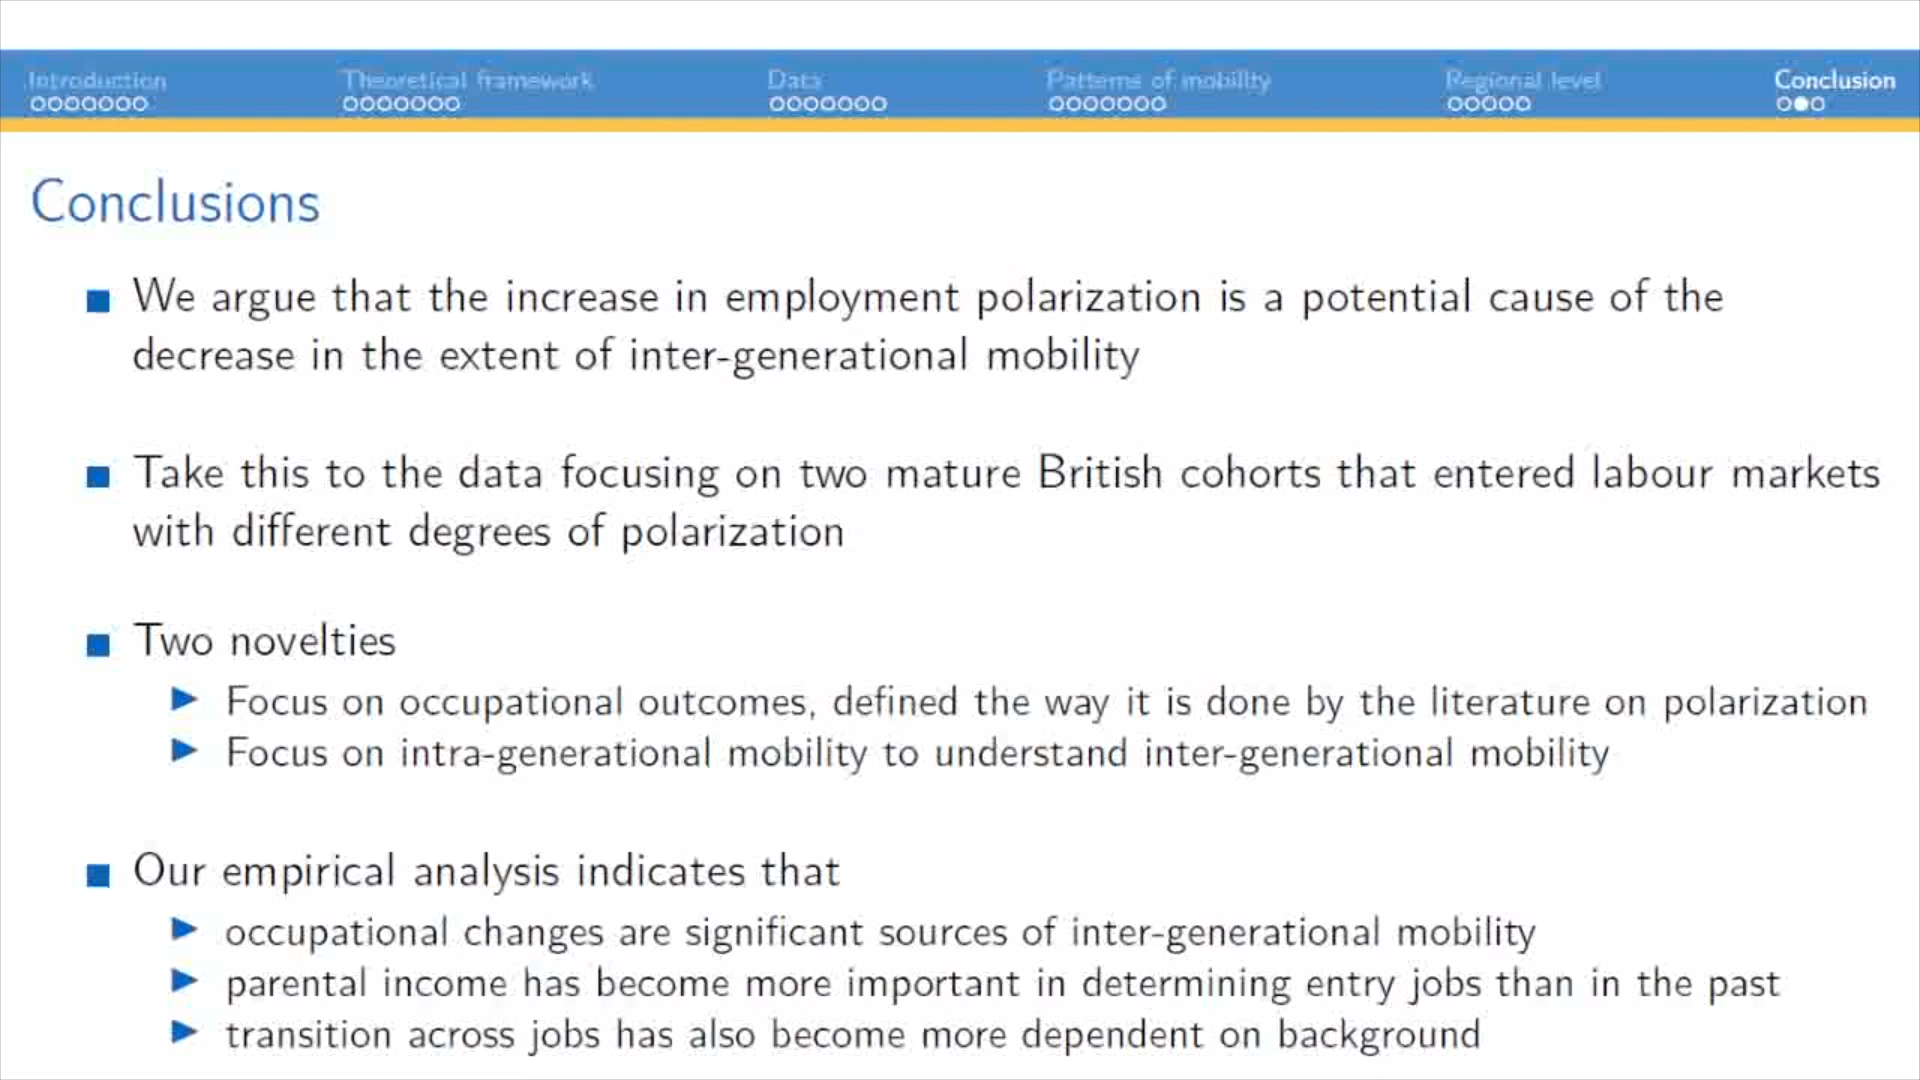 Introduction Theoretical framework Data Patterns of mobility Regional level Conclusion
Conclusions
We argue that the increase in employment polarization is a potential cause of the
decrease in the extent of inter-generational mobility
Take this to the data focusing on two mature British cohorts that entered labour markets
with different degrees of polarization
Two novelties
Focus on occupational outcomes, defined the way it is done by the literature on polarization
Focus on intra-generational mobility to understand inter-generational mobility
Our empirical analysis indicates that
occupational changes are significant sources of inter-generational mobility
parental income has become more important in determining entry jobs than in the past
transition across jobs has also become more dependent on background